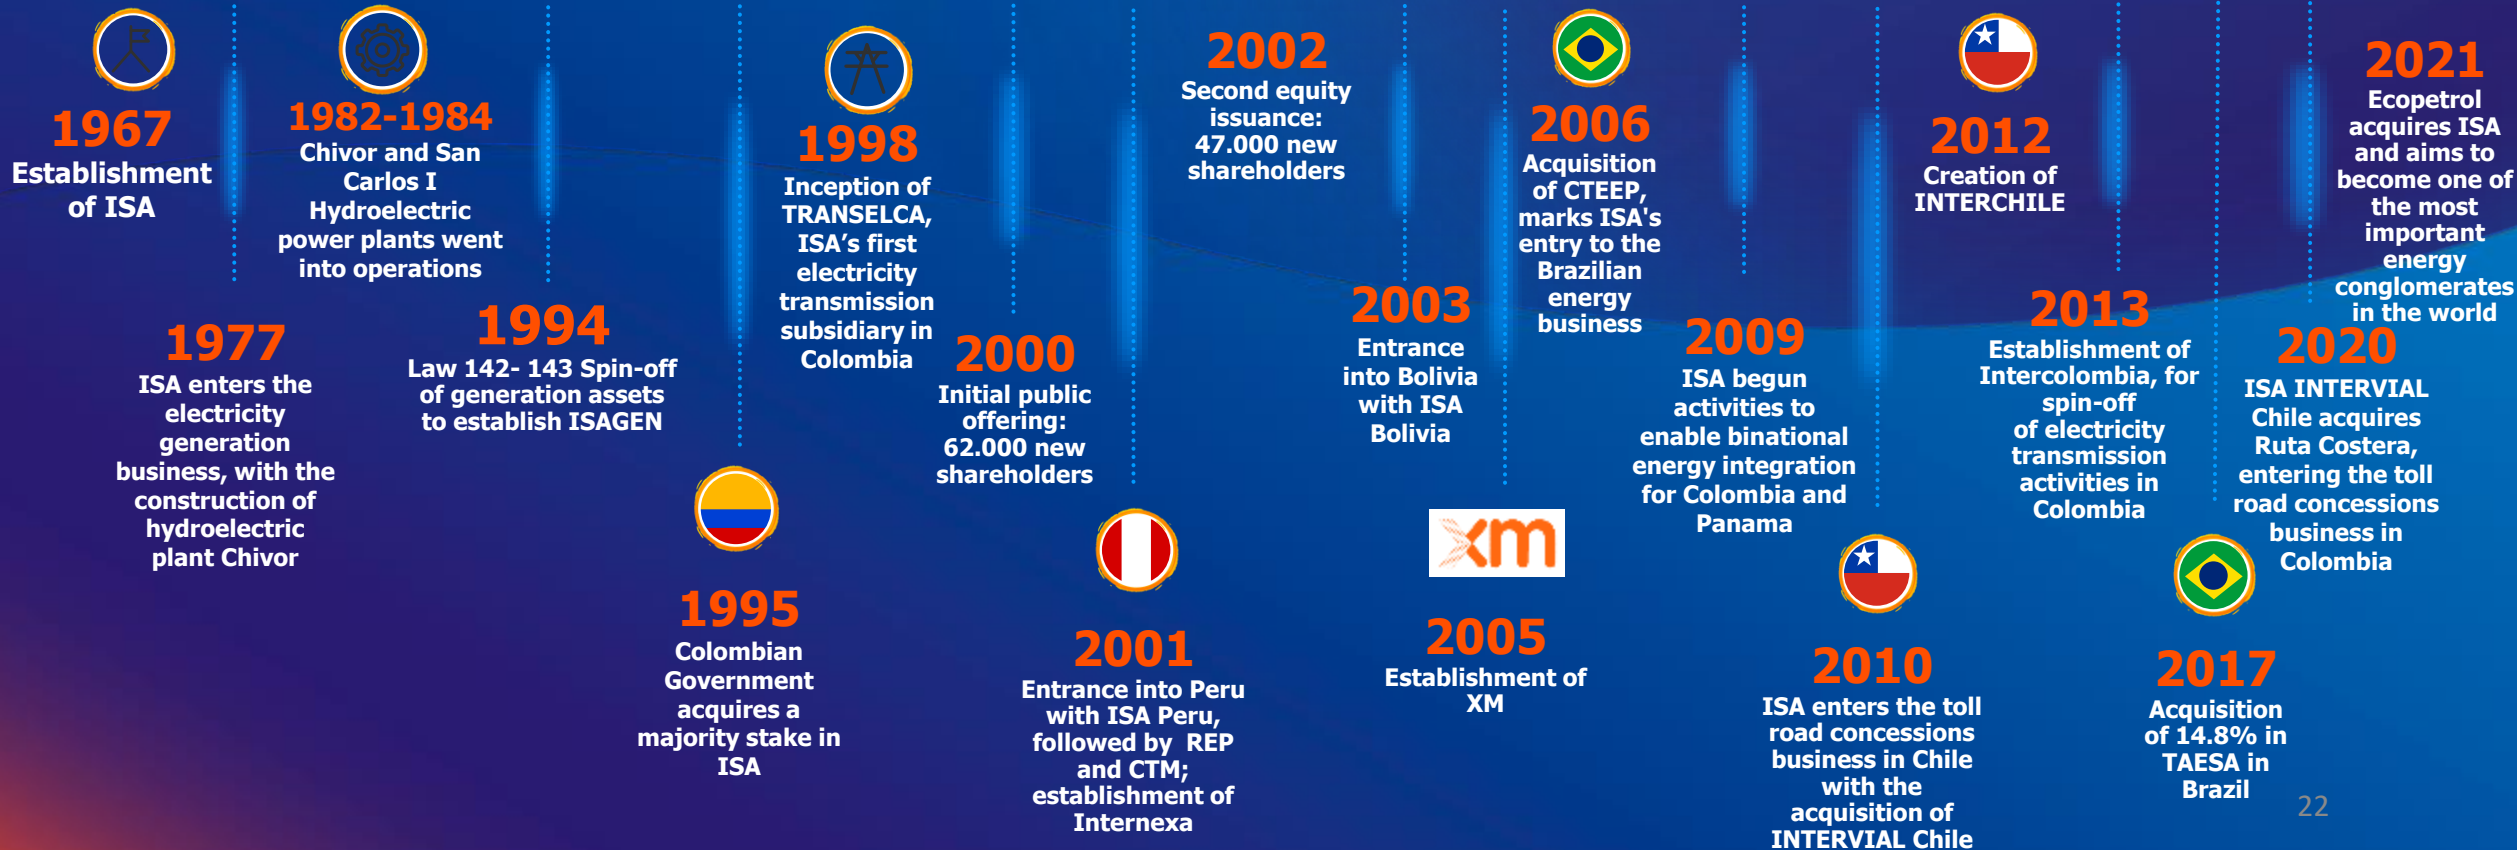 1967
Establishment
of ISA
1977
ISA enters the
electricity
generation
business, with the
construction of
hydroelectric
plant Chivor
1982-1984
Chivor and San
Carlos I
Hydroelectric
power plants went
into operations
1994
Law 142- 143 Spin-off
of generation assets
to establish ISAGEN
1995
Colombian
Government
acquires a
majority stake in
ISA
1998
Inception of
TRANSELCA,
ISA’s first
electricity
transmission
subsidiary in
Colombia
2000
Initial public
offering:
62.000 new
shareholders
2001
Entrance into Peru
with ISA Peru,
followed by REP
and CTM;
establishment of
Internexa
2002
Second equity
issuance:
47.000 new
shareholders
2003
Entrance
into Bolivia
with ISA
Bolivia
xm
2005
Establishment of
XM
2006
Acquisition
of CTEEP,
marks ISA's
entry to the
Brazilian
energy
business
2009
ISA begun
activities to
enable binational
energy integration
for Colombia and
Panama
2010
ISA enters the toll
road concessions
business in Chile
with the
acquisition of
INTERVIAL Chile
2012
Creation of
INTERCHILE
2013
Establishment of
Intercolombia, for
spin-off
of electricity
transmission
activities in
Colombia
2017
Acquisition
of 14.8% in
TAESA in
Brazil
2020
ISA INTERVIAL
Chile acquires
Ruta Costera,
entering the toll
road concessions
business in
Colombia
2021
Ecopetrol
acquires ISA
and aims to
become one of
the most
important
energy
conglomerates
in the world
22